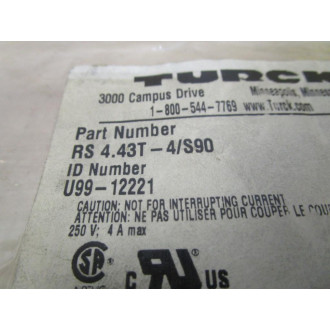 TURCK
3000 Campus Drive Minneapolis,
1-800-544-7769 www.Turck.com
Part Number
RS 4.43T-4/S90
ID Number
U99-12221
CAUTION: NOT FOR INTERRUPTING CURRENT
ATTENTION: NE PAS UTILISER POUR COUPER LE
250 V; 4 A max
US